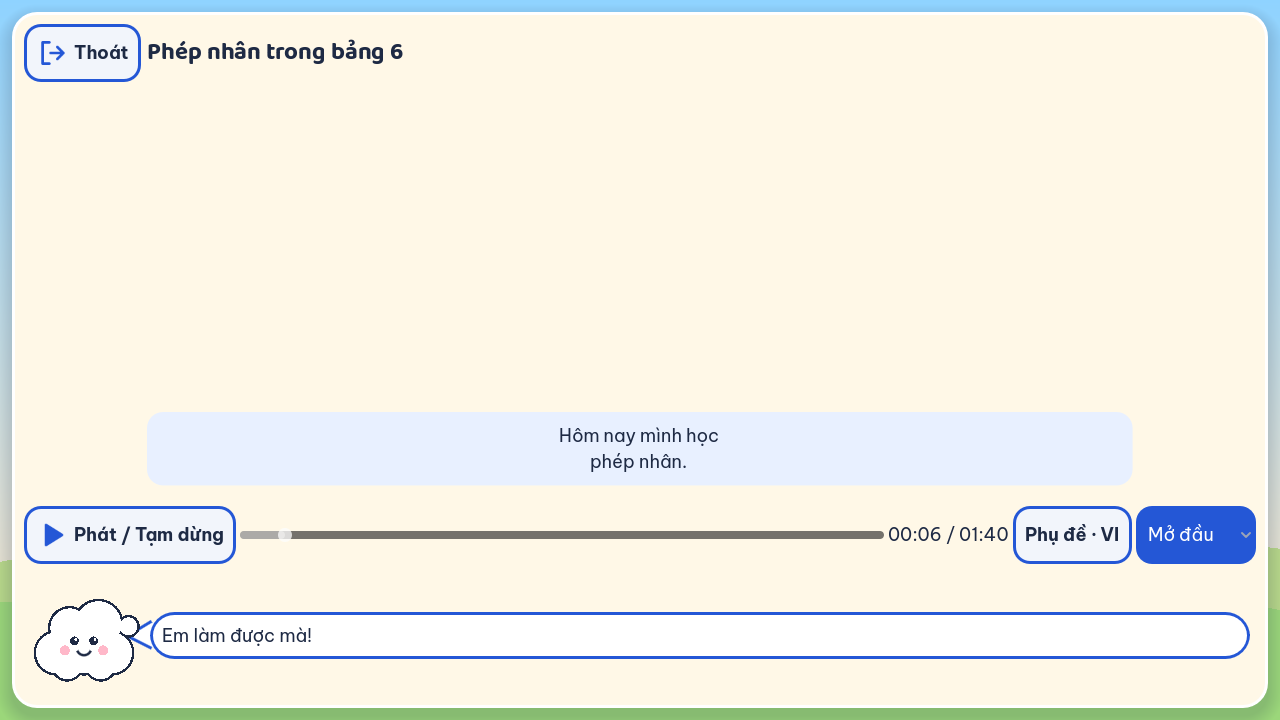 Thoát
Phép nhân trong bảng 6
Hôm nay mình học
phép nhân.
Phát / Tạm dừng
00:06 / 01:40
Phụ đề · VI
Mở đầu
Em làm được mà!